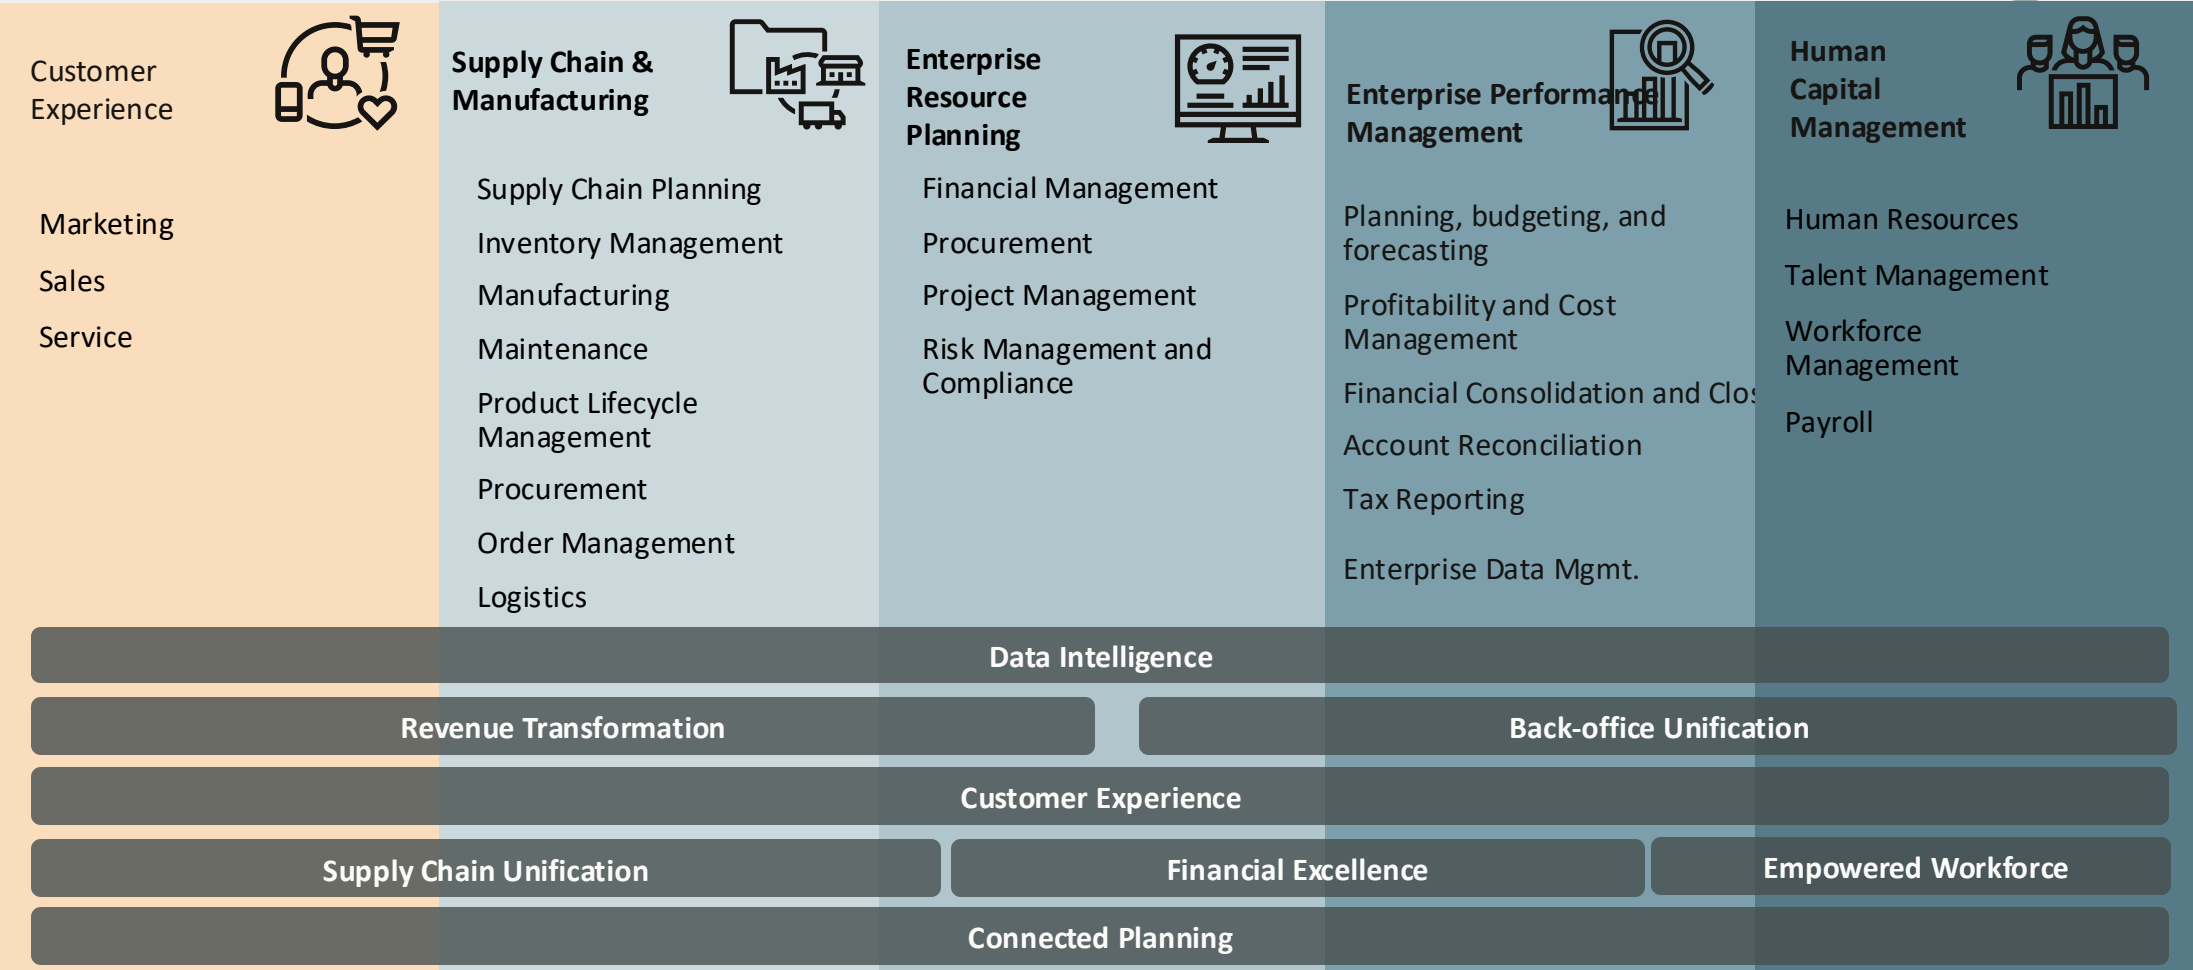 Customer
Experience
Marketing
Sales
Service
Supply Chain &
Manufacturing
Supply Chain Planning
Inventory Management
Manufacturing
Maintenance
Product Lifecycle
Management
Procurement
Order Management
Logistics
Enterprise
Resource
Planning
Financial Management
Procurement
Project Management
Risk Management and
Compliance
Enterprise Performance
Management
Planning, budgeting, and
forecasting
Profitability and Cost
Management
Financial Consolidation and Clos
Account Reconciliation
Tax Reporting
Enterprise Data Mgmt.
Human
Capital
Management
Human Resources
Talent Management
Workforce
Management
Payroll
Data Intelligence
Revenue Transformation
Back-office Unification
Customer Experience
Supply Chain Unification
Financial Excellence
Empowered Workforce
Connected Planning